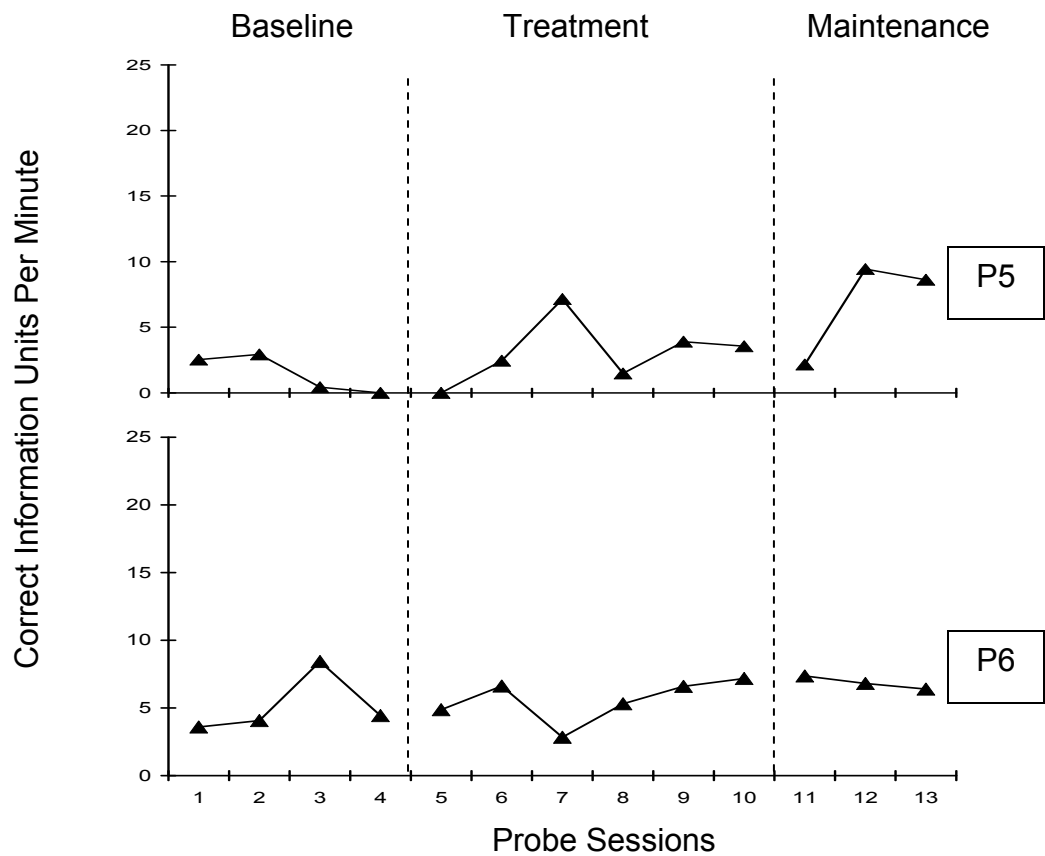 Baseline Treatment Maintenance
Correct Information Units Per Minute
25
20
15
10
5
0
P5
25
20
15
10
5
0
P6
1 2 3 4 5 6 7 8 9 10 11 12 13
Probe Sessions